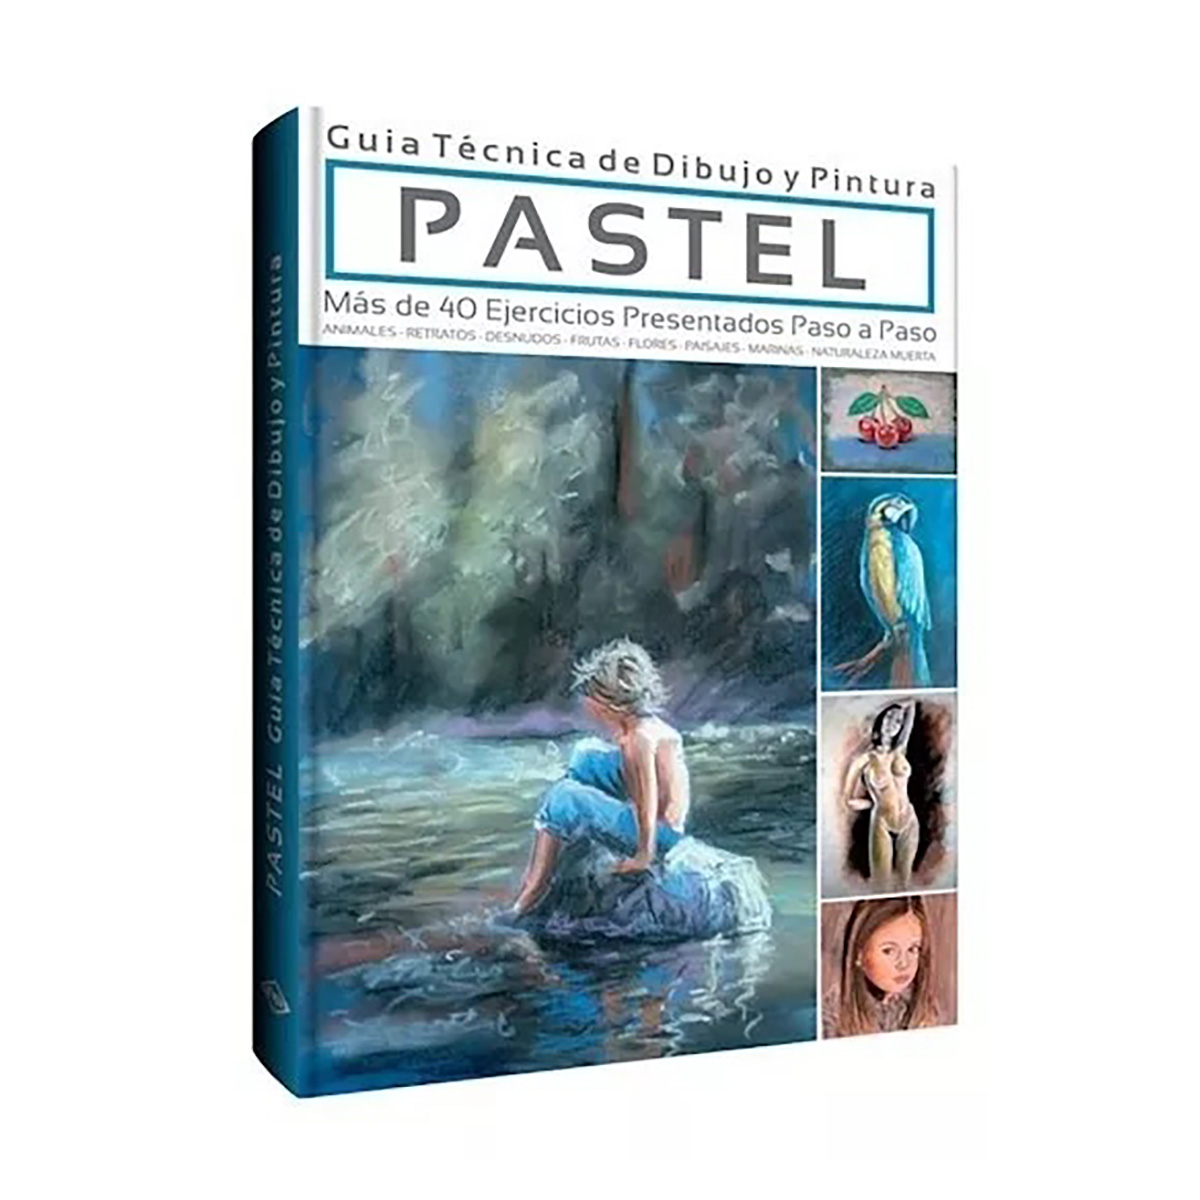 Guia Técnica de Dibujo y Pintura
PASTEL
Más de 40 Ejercicios Presentados Paso a Paso
ANIMALES - RETRATOS - DESNUDOS - FRUTAS - FLORES - PAISAJES - MARINAS - NATURALEZA MUERTA
PASTEL Guia Técnica de Dibujo y Pintura